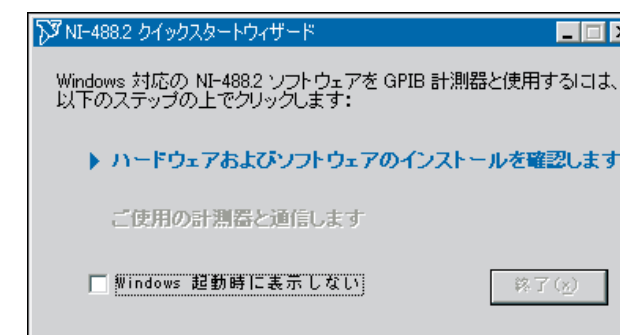 NI-488.2 クイックスタートウィザード
Windows 対応の NI-488.2 ソフトウェアを GPIB 計測器と使用するには、
以下のステップの上でクリックします:
ハードウェアおよびソフトウェアのインストールを確認します
ご使用の計測器と通信します
Windows 起動時に表示しない
終了(x)